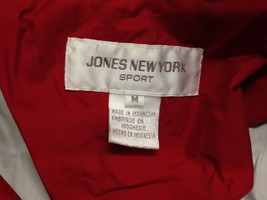 JONES NEW YORK
SPORT
M
MADE IN INDONESIA
FABRIQUE EN
INDONESIE
HECHO EN INDONESIA